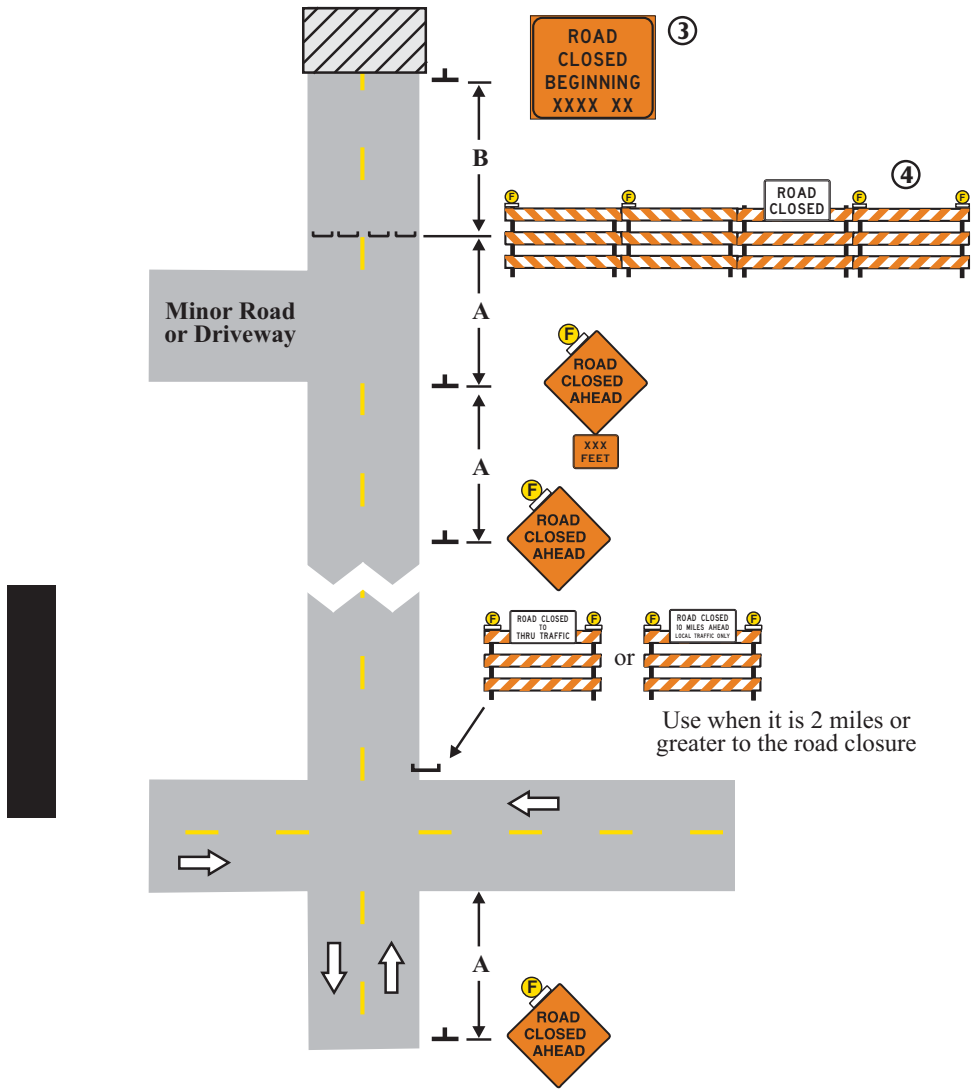 ROAD
CLOSED
BEGINNING
XXXX XX
③
B
④
F
F
F
F
ROAD
CLOSED
Minor Road
or Driveway
A
F
ROAD
CLOSED
AHEAD
XXX
FEET
A
F
ROAD
CLOSED
AHEAD
F
F
ROAD CLOSED
TO
THRU TRAFFIC
or
F
F
ROAD CLOSED
10 MILES AHEAD
LOCAL TRAFFIC ONLY
Use when it is 2 miles or
greater to the road closure
A
F
ROAD
CLOSED
AHEAD